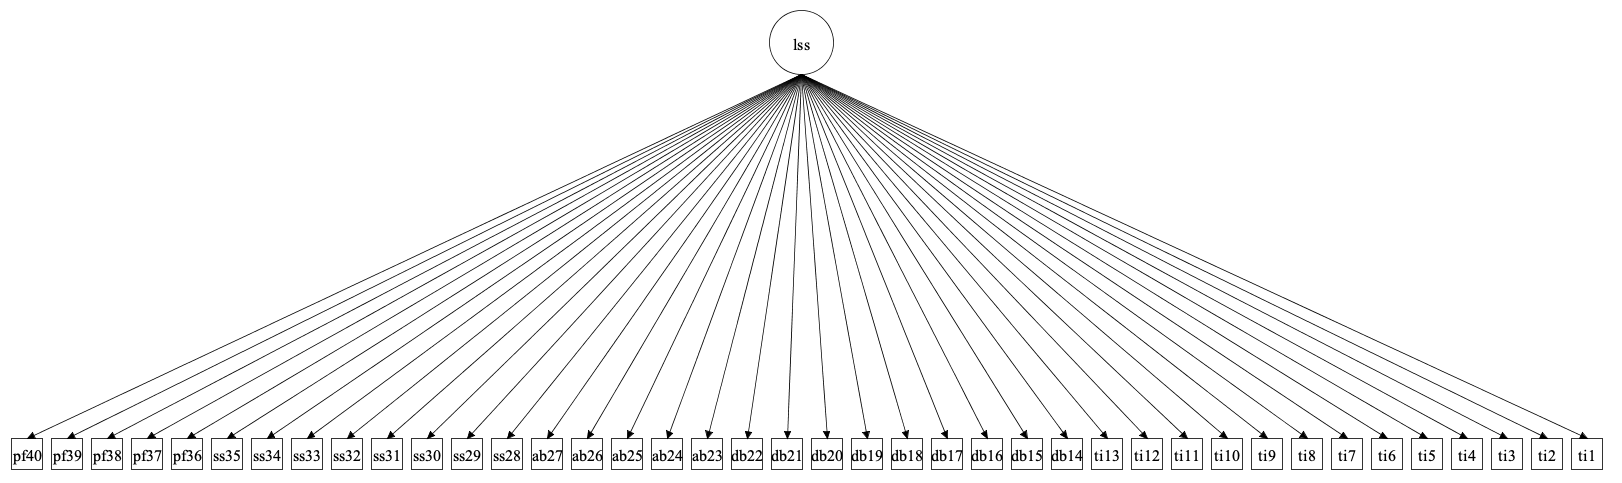 lss
pf40 pf39 pf38 pf37 pf36 ss35 ss34 ss33 ss32 ss31 ss30 ss29 ss28 ab27 ab26 ab25 ab24 ab23 db22 db21 db20 db19 db18 db17 db16 db15 db14 ti13 ti12 ti11 ti10 ti9 ti8 ti7 ti6 ti5 ti4 ti3 ti2 ti1